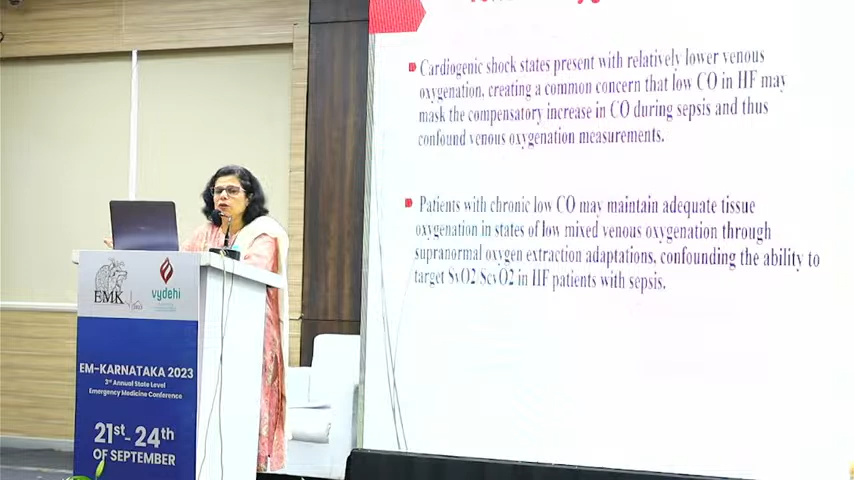 Cardiogenic shock states present with relatively lower venous
oxygenation, creating a common concern that low CO in HF may
mask the compensatory increase in CO during sepsis and thus
confound venous oxygenation measurements.
Patients with chronic low CO may maintain adequate tissue
oxygenation in states of low mixed venous oxygenation through
supranormal oxygen extraction adaptations, confounding the ability to
target SvO2/ScvO2 in HF patients with sepsis.
EMK
vydehi
EM-KARNATAKA 2023
3rd Annual State Level
Emergency Medicine Conference
21st - 24th
OF SEPTEMBER